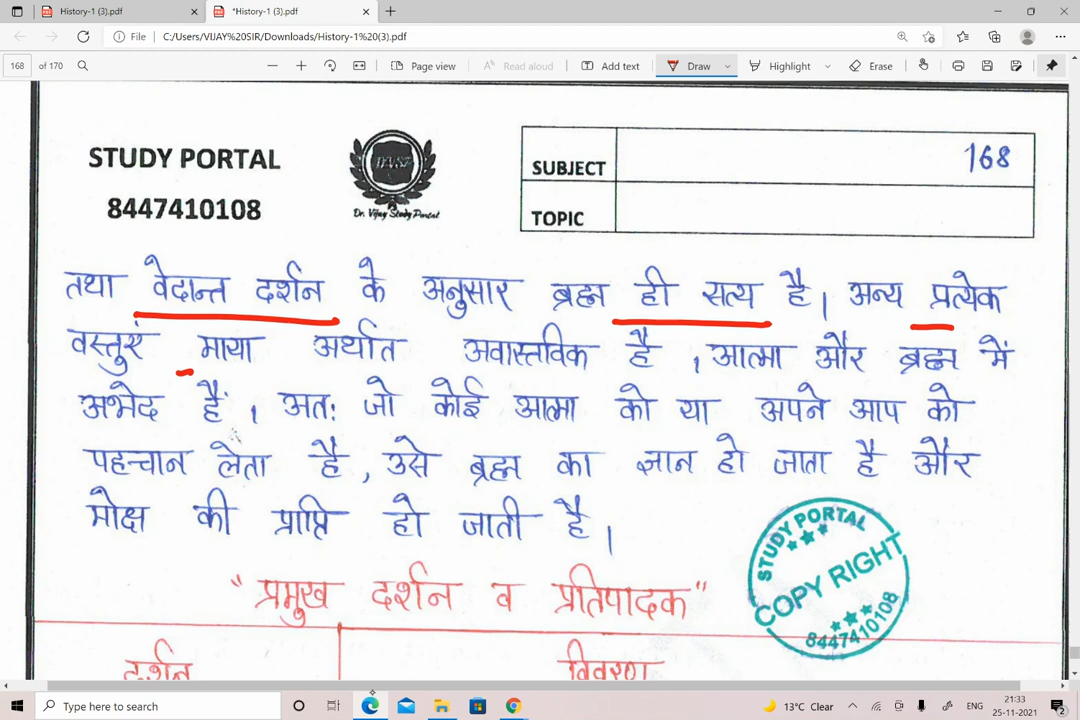 History-1 (3).pdf
*History-1 (3).pdf
File
C:/Users/VIJAY%20SIR/Downloads/History-1%20(3).pdf
168 of 170
Page view
Read aloud
Add text
Draw
Highlight
Erase
STUDY PORTAL
8447410108
Dr. Vijay Study Portal
SUBJECT
168
TOPIC
तथा वेदान्त दर्शन के अनुसार ब्रह्म ही सत्य है। अन्य प्रत्येक
वस्तुएं माया अर्थात अवास्तविक है , आत्मा और ब्रह्म में
अभेद हैं । अतः जो कोई आत्मा को या अपने आप को
पहचान लेता है , उसे ब्रह्म का ज्ञान हो जाता है और
मोक्ष की प्राप्ति हो जाती है ।
STUDY PORTAL
COPY RIGHT
8447410108
"प्रमुख दर्शन व प्रतिपादक"
दर्शन
विवरण
Type here to search
13°C Clear
ENG
21:33
25-11-2021
2